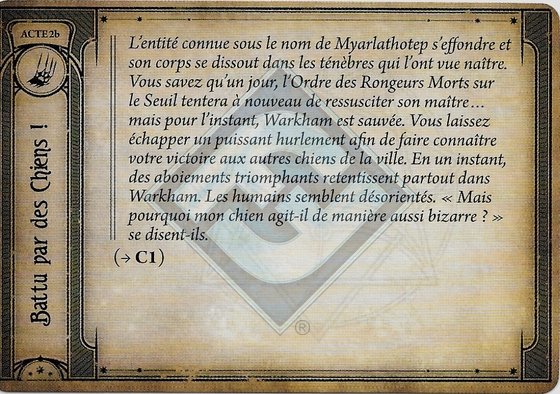 ACTE 2b
Battu par des Chiens !
L'entité connue sous le nom de Myarlathotep s'effondre et
son corps se dissout dans les ténèbres qui l'ont vue naître.
Vous savez qu'un jour, l'Ordre des Rongeurs Morts sur
le Seuil tentera à nouveau de ressusciter son maître…
mais pour l'instant, Warkham est sauvée. Vous laissez
échapper un puissant hurlement afin de faire connaître
votre victoire aux autres chiens de la ville. En un instant,
des aboiements triomphants retentissent partout dans
Warkham. Les humains semblent désorientés. « Mais
pourquoi mon chien agit-il de manière aussi bizarre ? »
se disent-ils.
(→ C1)
®